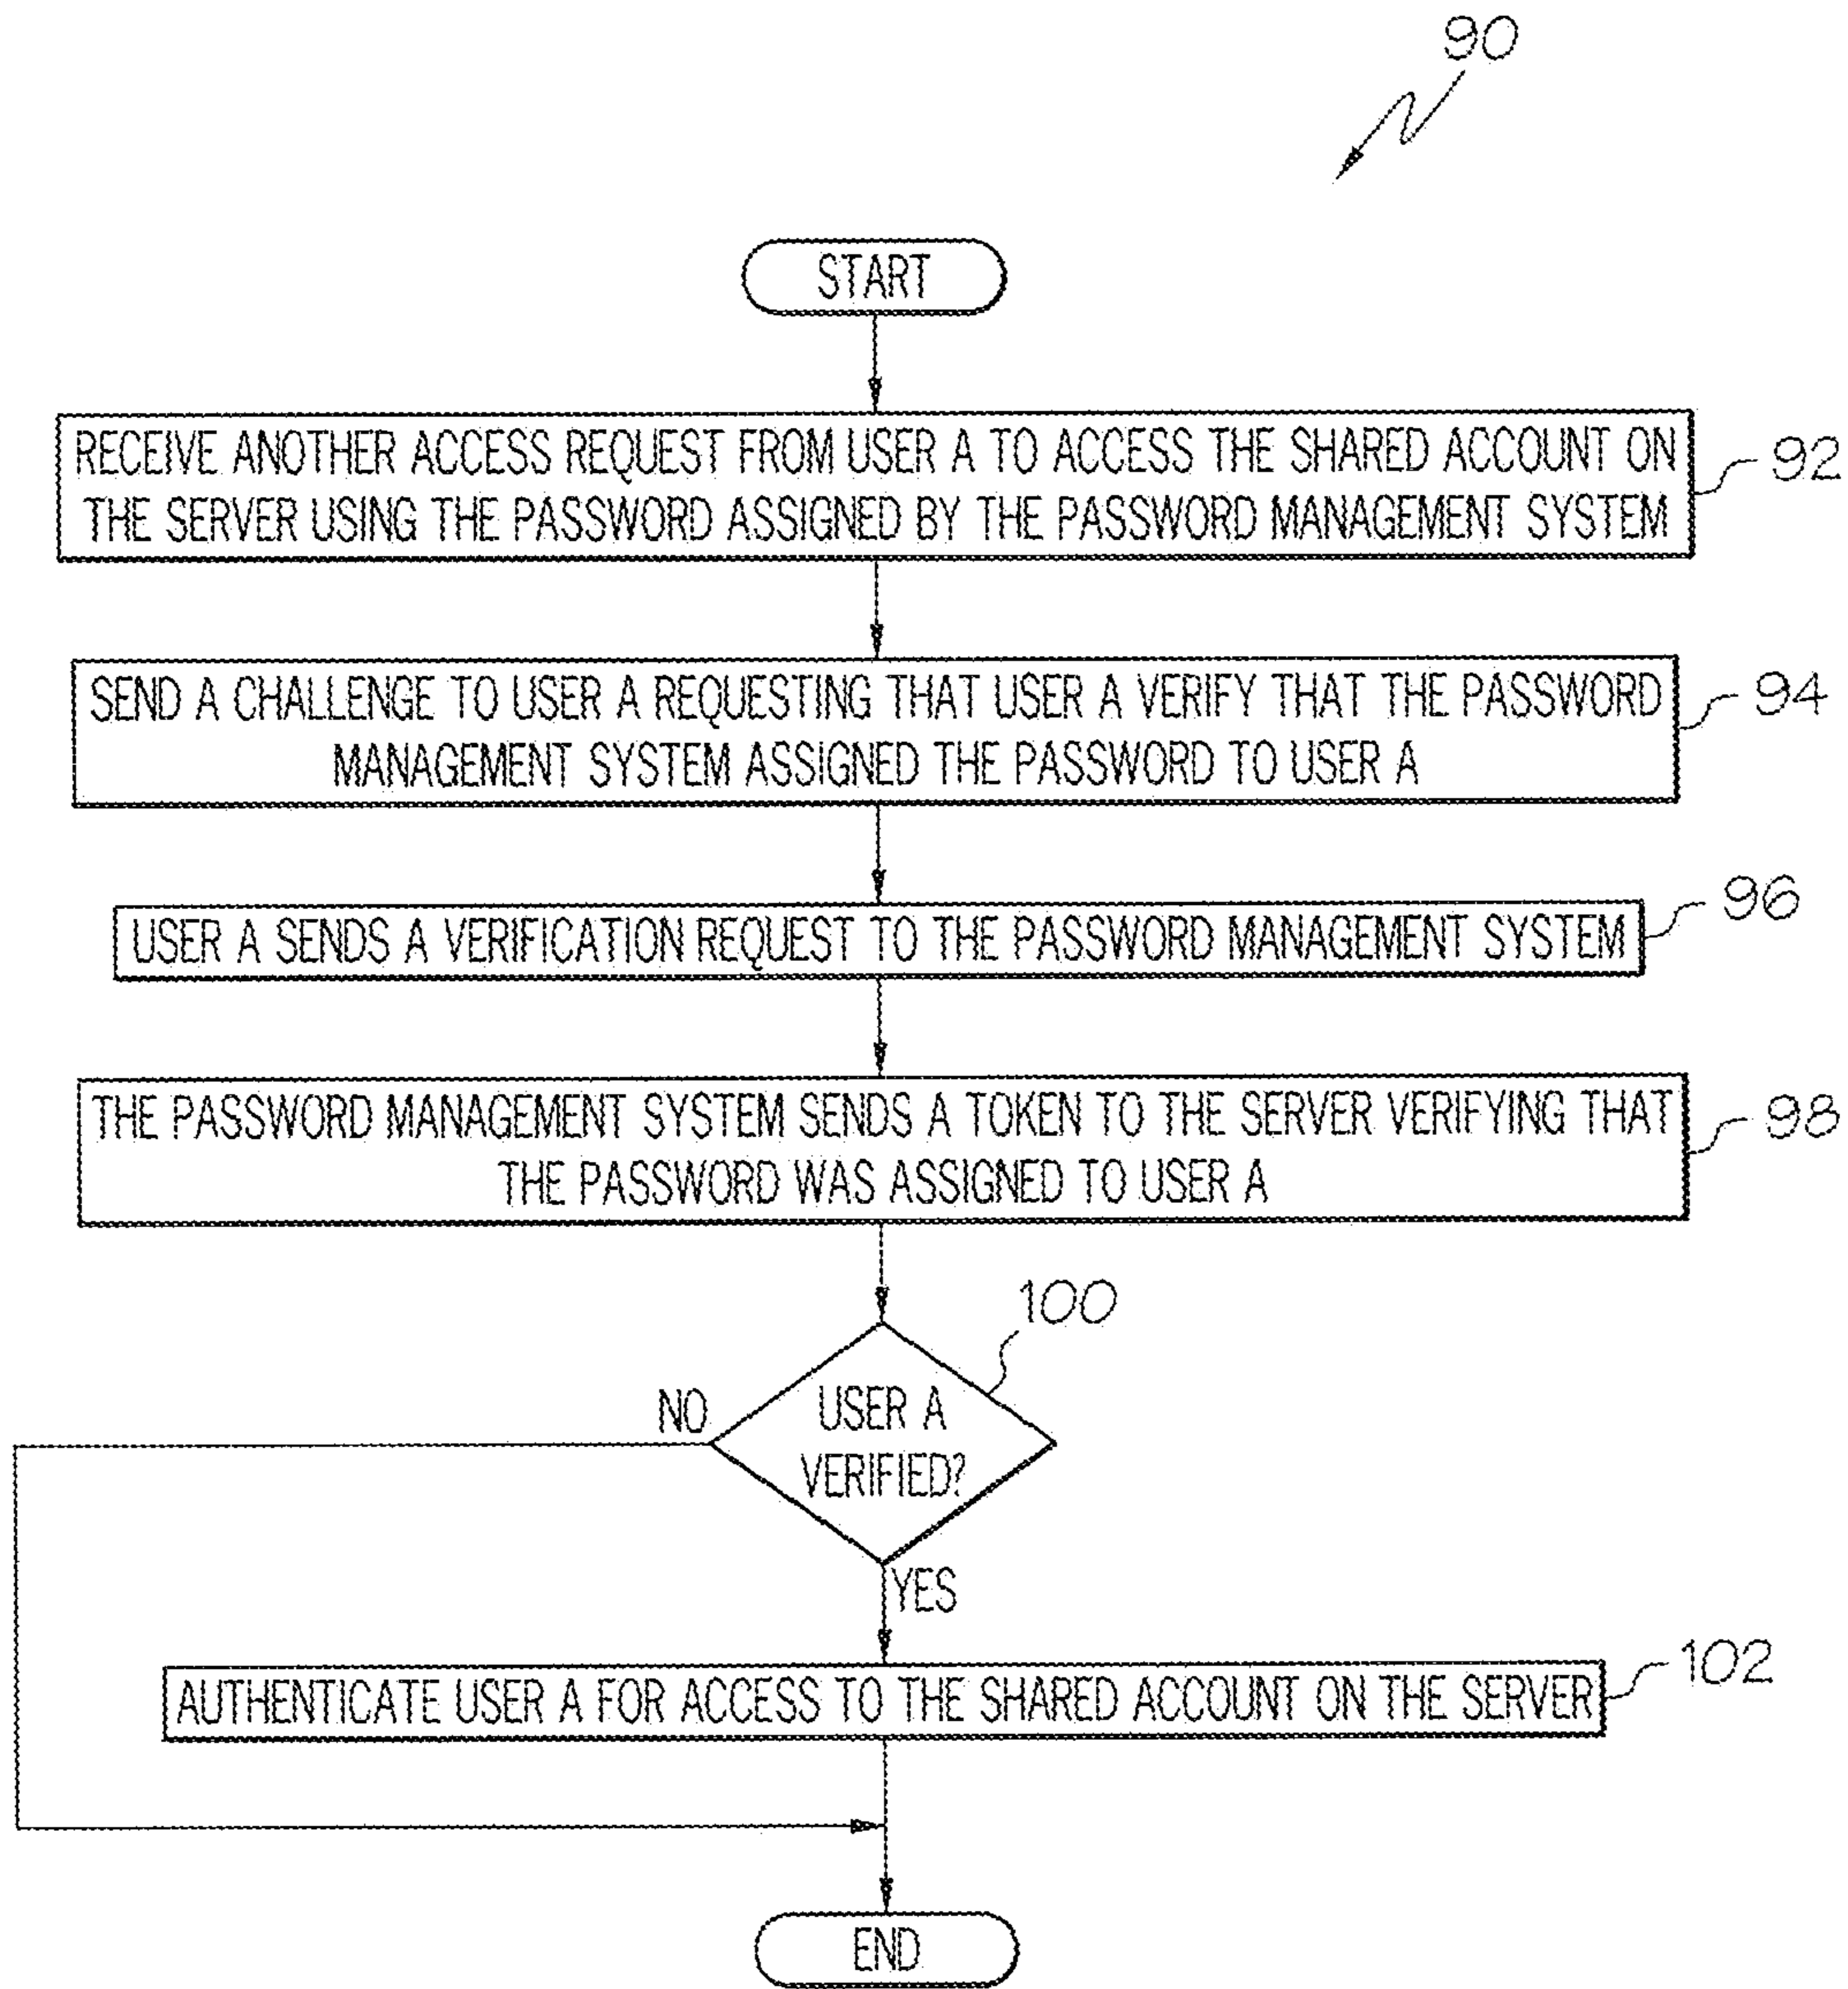 90
START
RECEIVE ANOTHER ACCESS REQUEST FROM USER A TO ACCESS THE SHARED ACCOUNT ON
THE SERVER USING THE PASSWORD ASSIGNED BY THE PASSWORD MANAGEMENT SYSTEM
92
SEND A CHALLENGE TO USER A REQUESTING THAT USER A VERIFY THAT THE PASSWORD
MANAGEMENT SYSTEM ASSIGNED THE PASSWORD TO USER A
94
USER A SENDS A VERIFICATION REQUEST TO THE PASSWORD MANAGEMENT SYSTEM
96
THE PASSWORD MANAGEMENT SYSTEM SENDS A TOKEN TO THE SERVER VERIFYING THAT
THE PASSWORD WAS ASSIGNED TO USER A
98
100
NO
USER A
VERIFIED?
YES
AUTHENTICATE USER A FOR ACCESS TO THE SHARED ACCOUNT ON THE SERVER
102
END